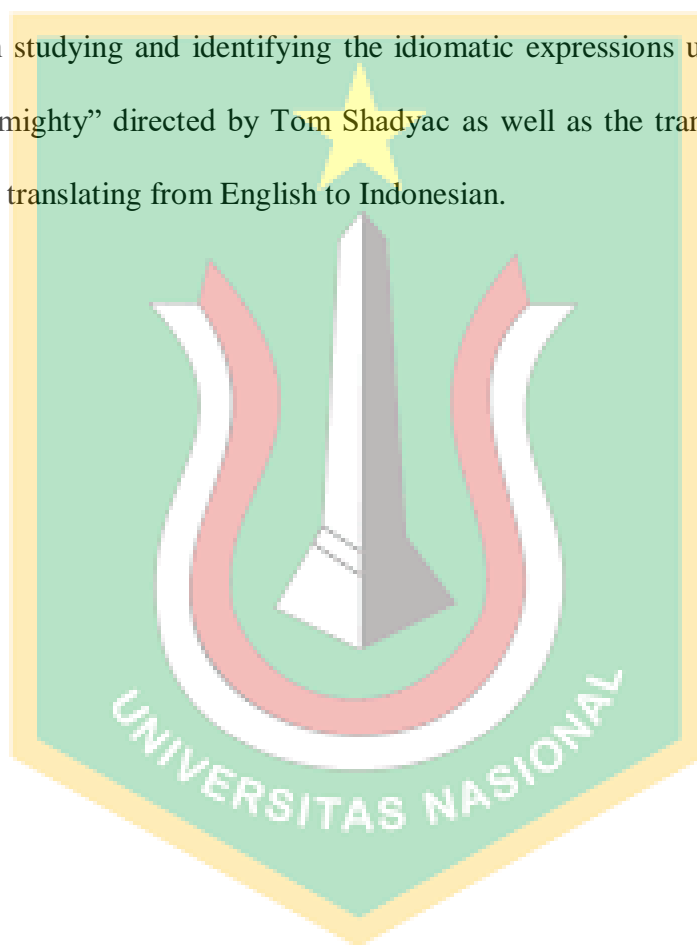 studying and identifying the idiomatic expressions
mighty” directed by Tom Shadyac as well as the
translating from English to Indonesian.
UNIVERSITAS NASIONAL